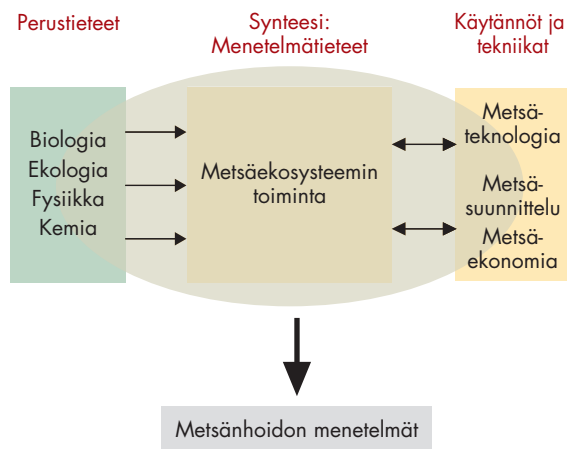 Perustieteet
Synteesi:
Menetelmätieteet
Käytännöt ja
tekniikat
Biologia
Ekologia
Fysiikka
Kemia
Metsäekosysteemin
toiminta
Metsä-
teknologia
Metsä-
suunnittelu
Metsä-
ekonomia
Metsänhoidon menetelmät